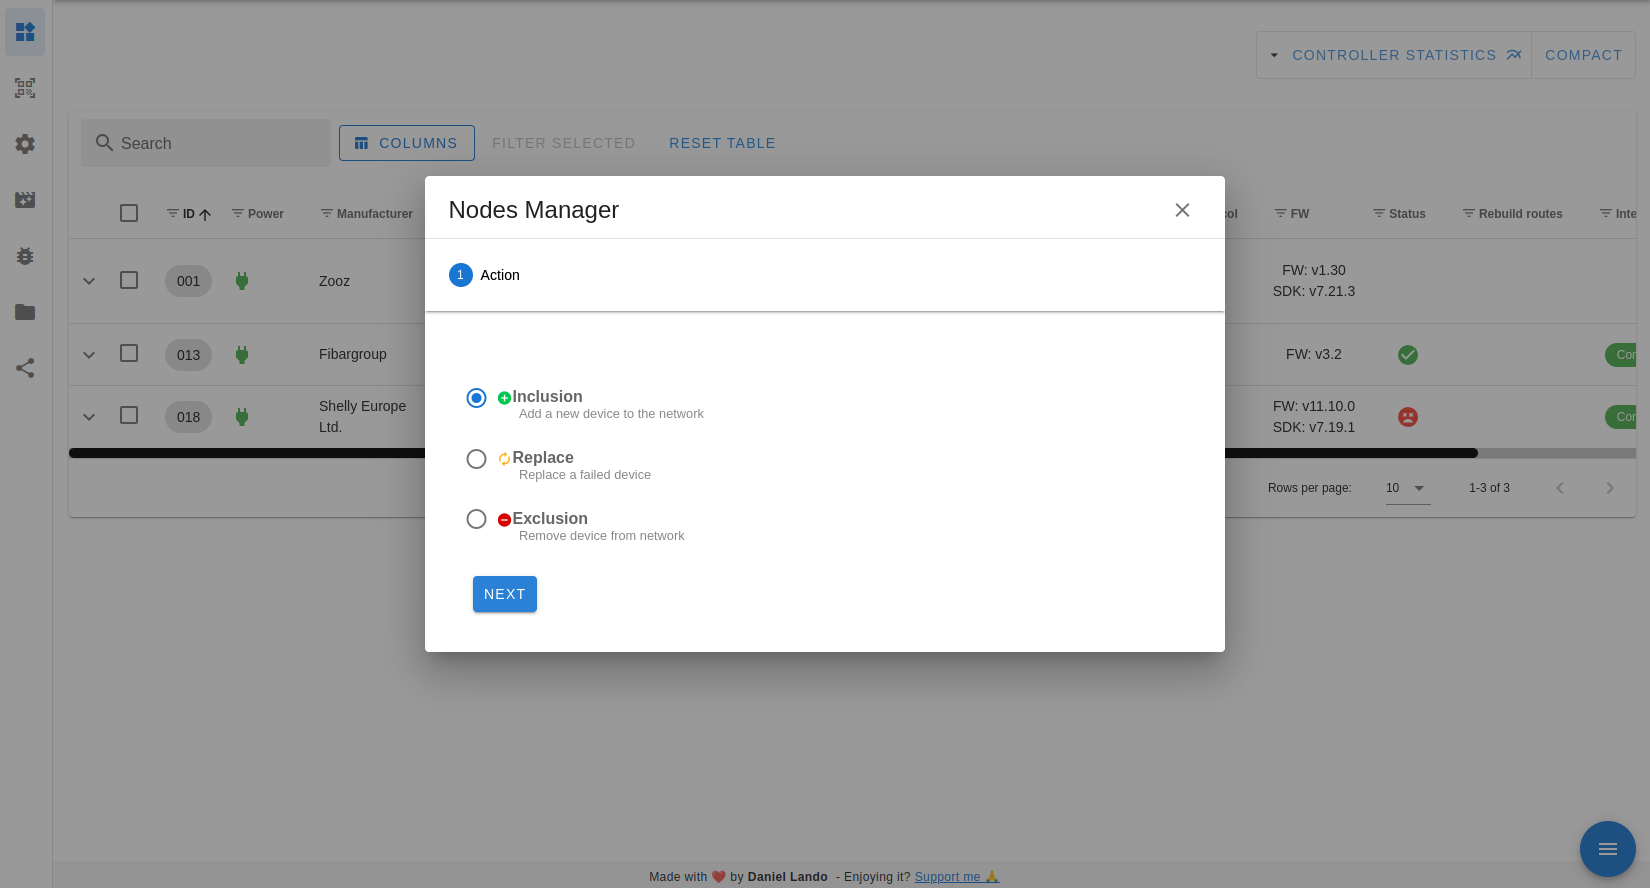 CONTROLLER STATISTICS COMPACT
Search COLUMNS FILTER SELECTED RESET TABLE
ID Power Manufacturer col FW Status Rebuild routes Inte
001 Zooz FW: v1.30
SDK: v7.21.3
013 Fibargroup FW: v3.2 Cor
018 Shelly Europe
Ltd. FW: v11.10.0
SDK: v7.19.1 Cor
Rows per page: 10 1-3 of 3
Nodes Manager
1 Action
Inclusion
Add a new device to the network
Replace
Replace a failed device
Exclusion
Remove device from network
NEXT
Made with ❤️ by Daniel Lando - Enjoying it? Support me 🙏